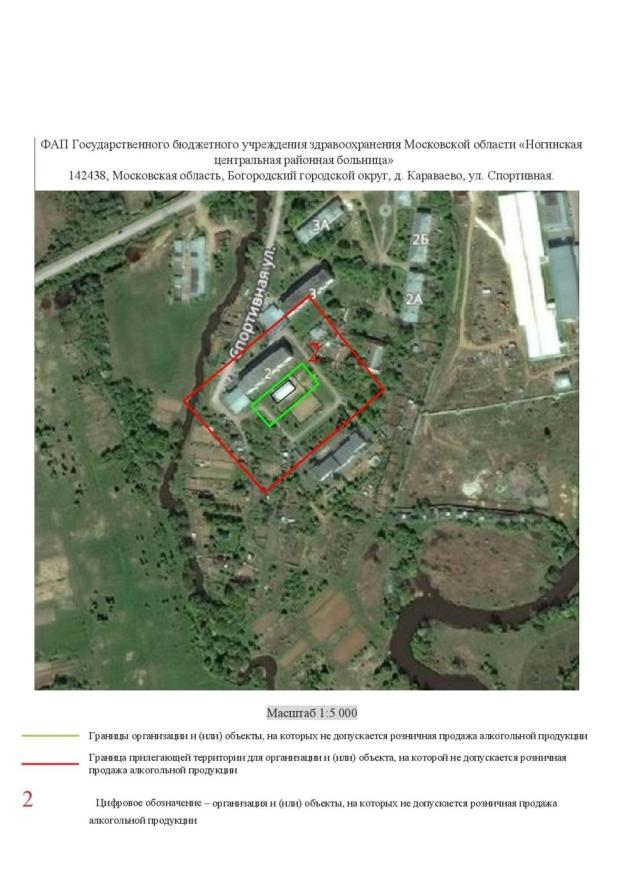 ФАП Государственного бюджетного учреждения здравоохранения Московской области «Ногинская
центральная районная больница»
142438, Московская область, Богородский городской округ, д. Караваево, ул. Спортивная.
3А
2Б
2А
Спортивная ул.
3
2
2
Масштаб 1:5 000
Границы организации и (или) объекты, на которых не допускается розничная продажа алкогольной продукции
Граница прилегающей территории для организации и (или) объекта, на которой не допускается розничная
продажа алкогольной продукции
2 Цифровое обозначение – организация и (или) объекты, на которых не допускается розничная продажа
алкогольной продукции